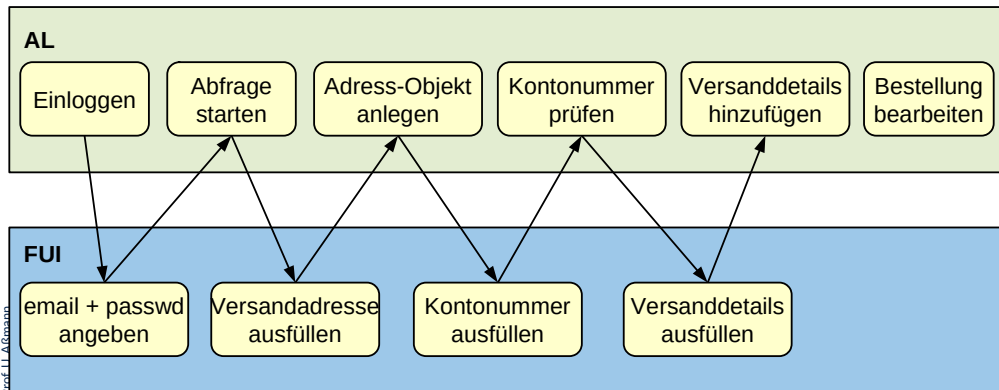 AL
Einloggen
Abfrage
starten
Adress-Objekt
anlegen
Kontonummer
prüfen
Versanddetails
hinzufügen
Bestellung
bearbeiten
FUI
email + passwd
angeben
Versandadresse
ausfüllen
Kontonummer
ausfüllen
Versanddetails
ausfüllen
Aßmann